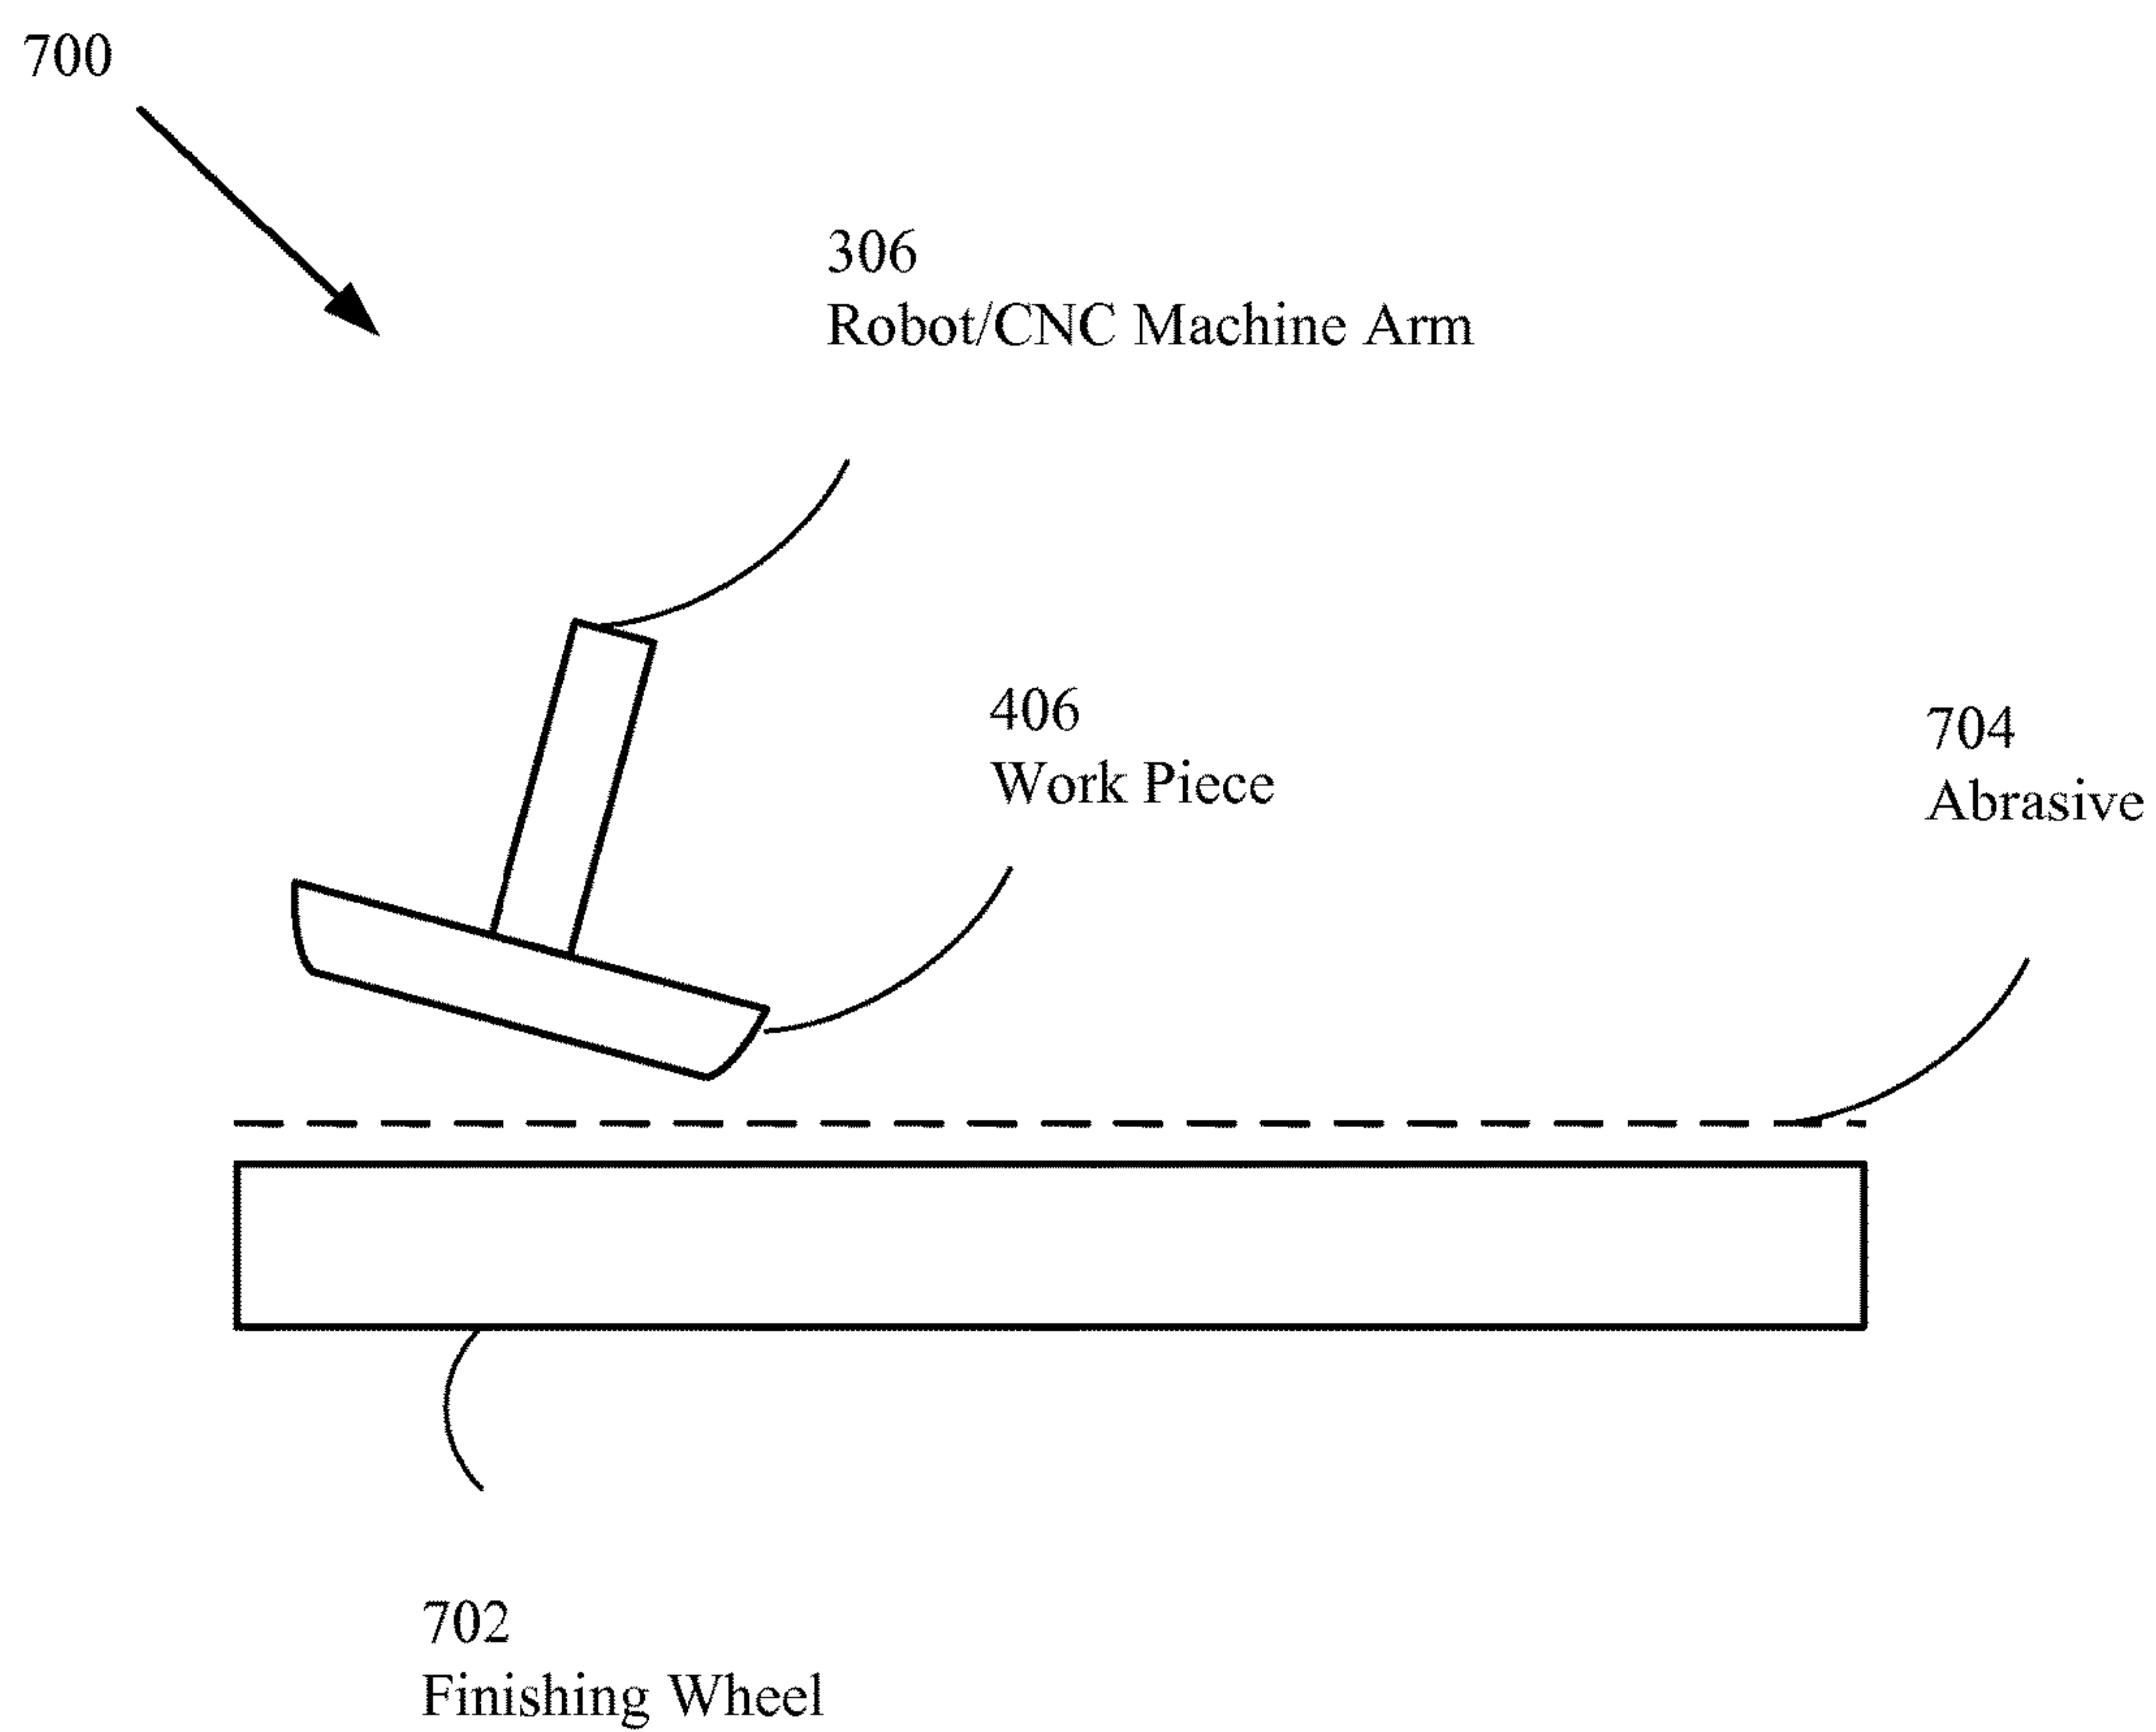 700
306
Robot/CNC Machine Arm
406
Work Piece
704
Abrasive
702
Finishing Wheel